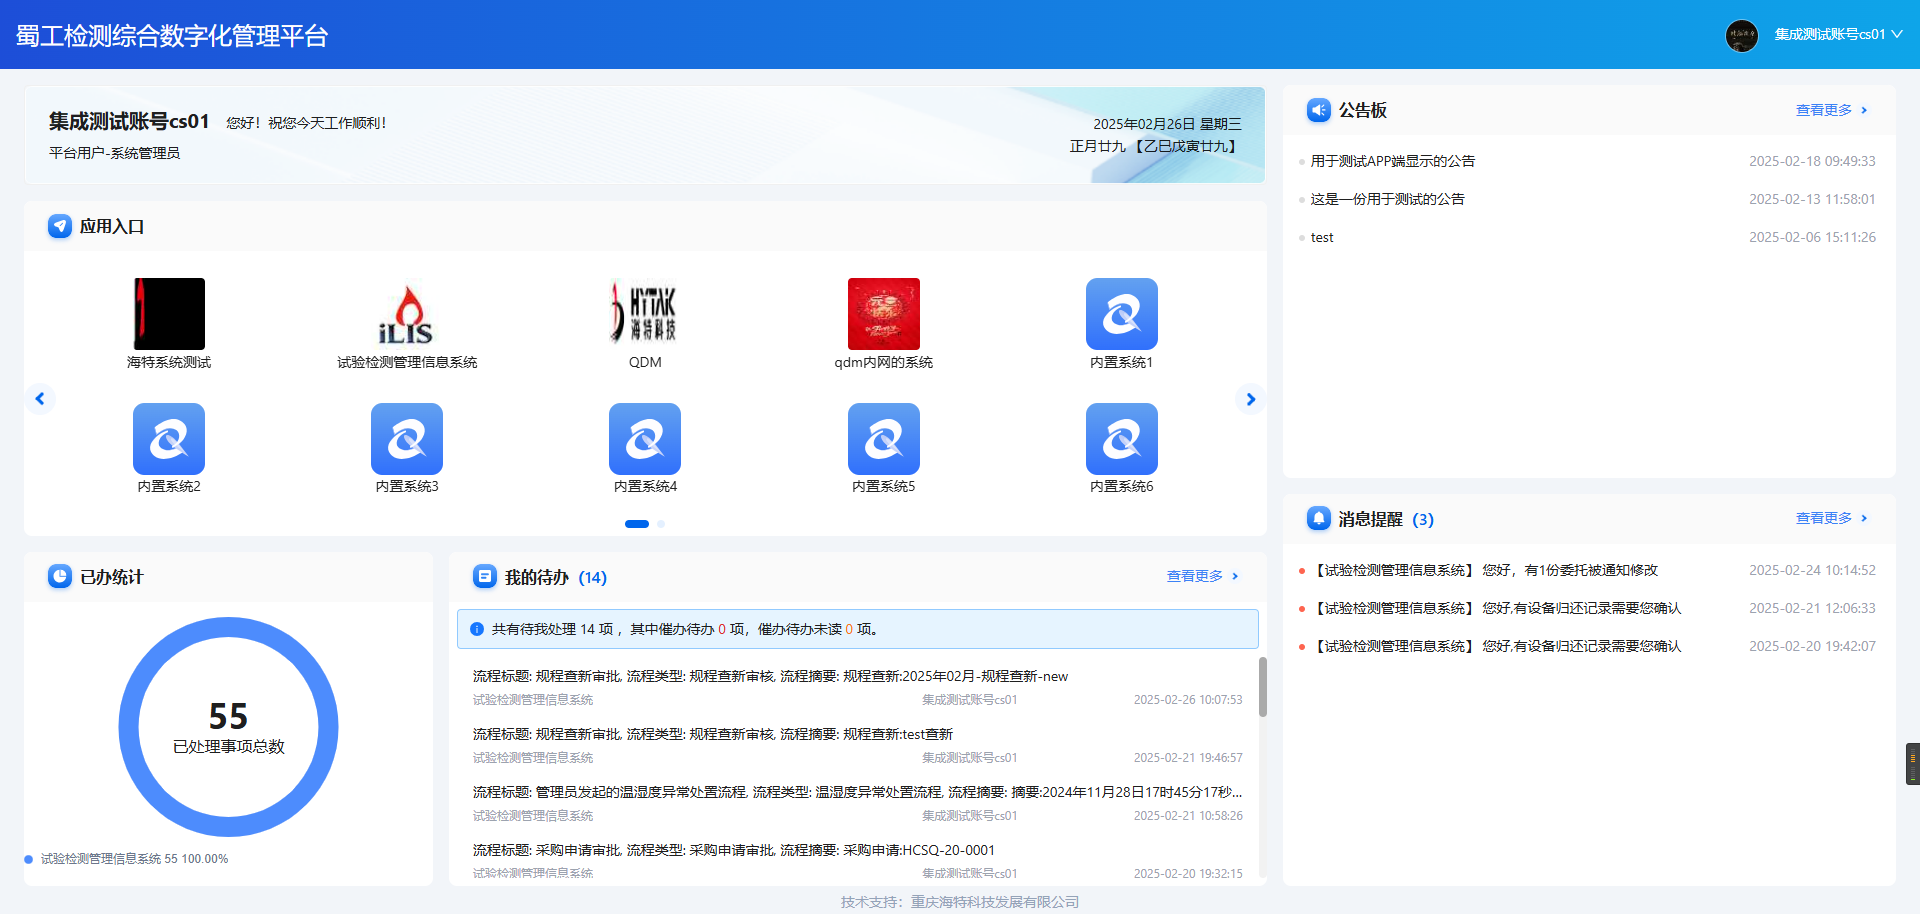 蜀工检测综合数字化管理平台
集成测试账号cs01
集成测试账号cs01 您好！祝您今天工作顺利！
平台用户-系统管理员
2025年02月26日 星期三
正月廿九 【乙巳戊寅廿九】
应用入口
iLIS
HYTAK
海特科技
海特系统测试
试验检测管理信息系统
QDM
qdm内网的系统
内置系统1
内置系统2
内置系统3
内置系统4
内置系统5
内置系统6
已办统计
55
已处理事项总数
试验检测管理信息系统 55 100.00%
我的待办 (14)
查看更多
共有待我处理 14 项， 其中催办待办 0 项，催办待办未读 0 项。
流程标题: 规程查新审批, 流程类型: 规程查新审核, 流程摘要: 规程查新:2025年02月-规程查新-new
试验检测管理信息系统 集成测试账号cs01 2025-02-26 10:07:53
流程标题: 规程查新审批, 流程类型: 规程查新审核, 流程摘要: 规程查新:test查新
试验检测管理信息系统 集成测试账号cs01 2025-02-21 19:46:57
流程标题: 管理员发起的温湿度异常处置流程, 流程类型: 温湿度异常处置流程, 流程摘要: 摘要:2024年11月28日17时45分17秒...
试验检测管理信息系统 集成测试账号cs01 2025-02-21 10:58:26
流程标题: 采购申请审批, 流程类型: 采购申请审批, 流程摘要: 采购申请:HCSQ-20-0001
试验检测管理信息系统 集成测试账号cs01 2025-02-20 19:32:15
公告板
查看更多
用于测试APP端显示的公告 2025-02-18 09:49:33
这是一份用于测试的公告 2025-02-13 11:58:01
test 2025-02-06 15:11:26
消息提醒 (3)
查看更多
【试验检测管理信息系统】 您好，有1份委托被通知修改 2025-02-24 10:14:52
【试验检测管理信息系统】 您好,有设备归还记录需要您确认 2025-02-21 12:06:33
【试验检测管理信息系统】 您好,有设备归还记录需要您确认 2025-02-20 19:42:07
技术支持：重庆海特科技发展有限公司